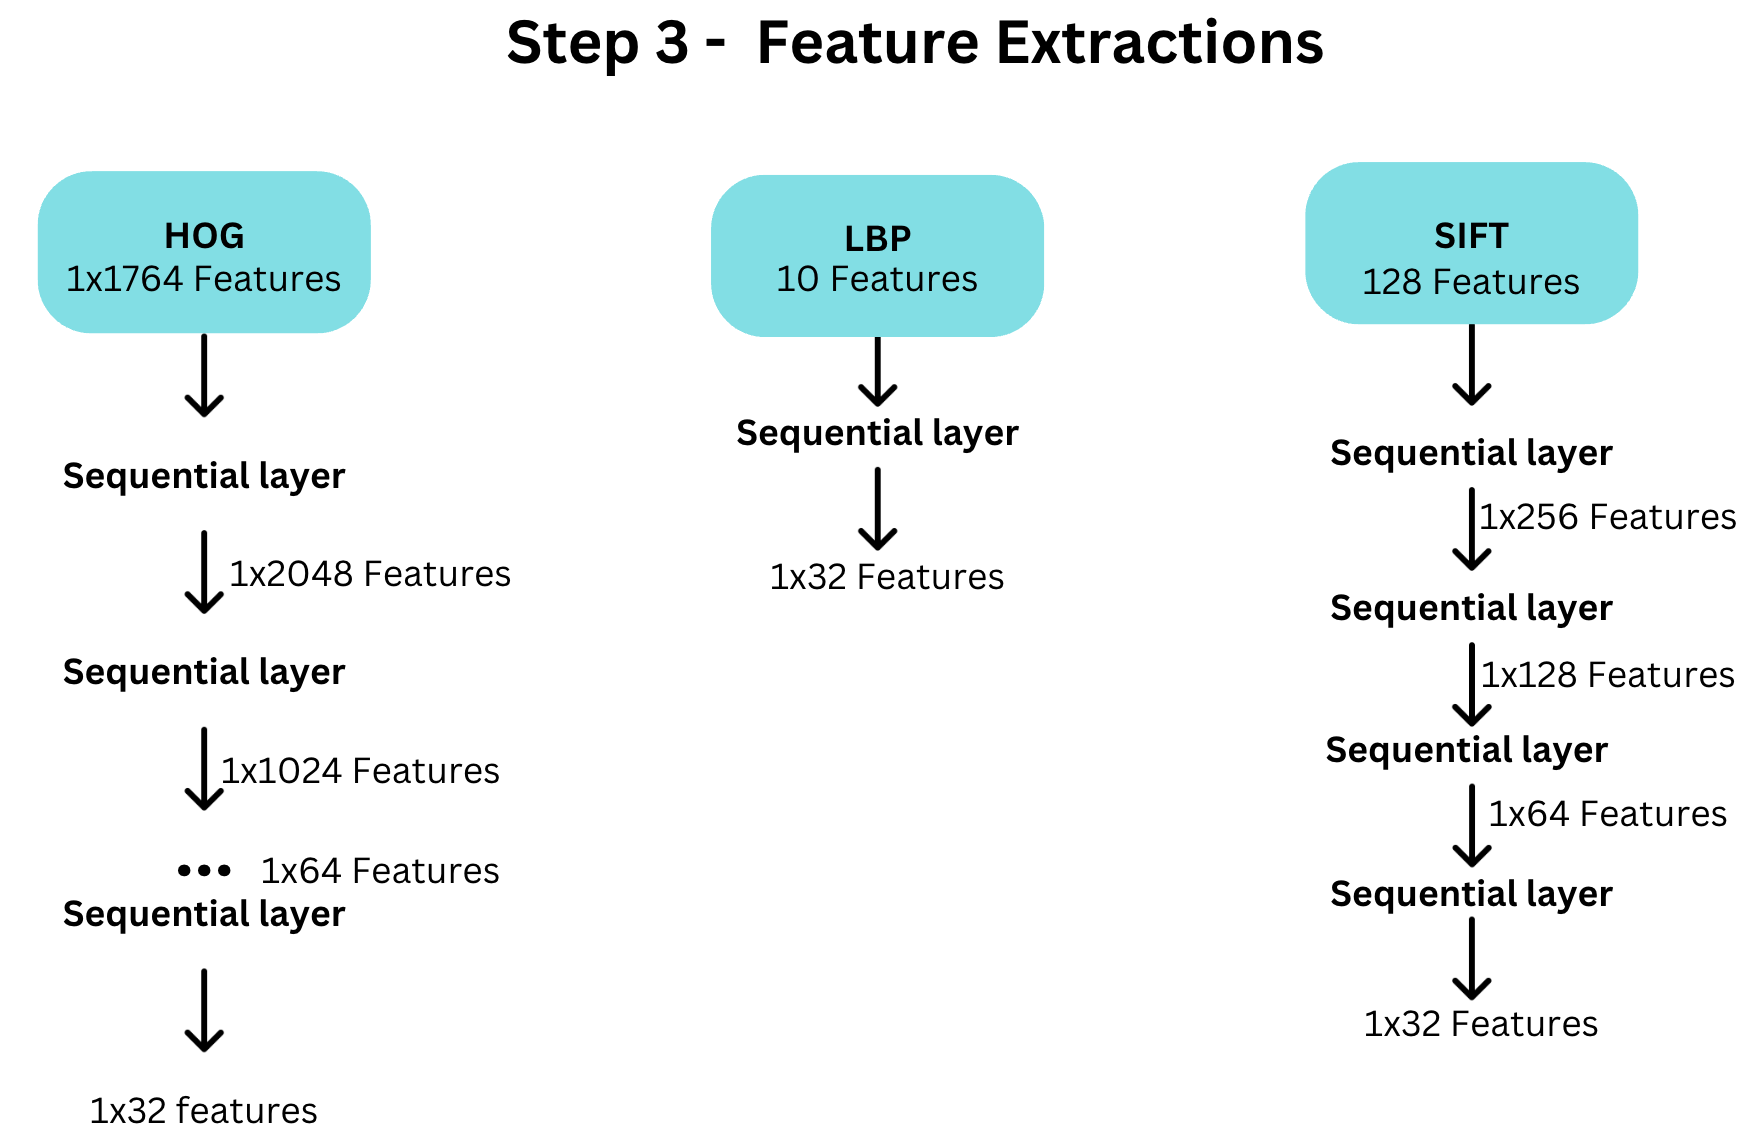 Step 3 - Feature Extractions
HOG
1x1764 Features
Sequential layer
1x2048 Features
Sequential layer
1x1024 Features
••• 1x64 Features
Sequential layer
1x32 features
LBP
10 Features
Sequential layer
1x32 Features
SIFT
128 Features
Sequential layer
1x256 Features
Sequential layer
1x128 Features
Sequential layer
1x64 Features
Sequential layer
1x32 Features